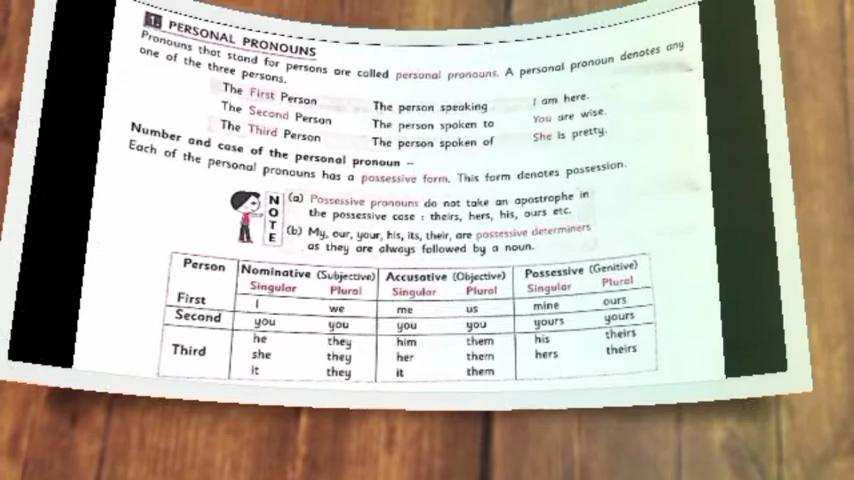 PERSONAL PRONOUNS
Pronouns that stand for persons are called personal pronouns. A personal pronoun denotes any
one of the three persons.
The First Person The person speaking I am here.
The Second Person The person spoken to You are wise.
The Third Person The person spoken of She is pretty.
Number and case of the personal pronoun –
Each of the personal pronouns has a possessive form. This form denotes possession.
NOTE
(a) Possessive pronouns do not take an apostrophe in
the possessive case : theirs, hers, his, ours etc.
(b) My, our, your, his, its, their, are possessive determiners
as they are always followed by a noun.
Person Nominative (Subjective) Accusative (Objective) Possessive (Genitive)
Singular Plural Singular Plural Singular Plural
First I we me us mine ours
Second you you you you yours yours
he they him them his theirs
Third she they her them hers theirs
it they it them